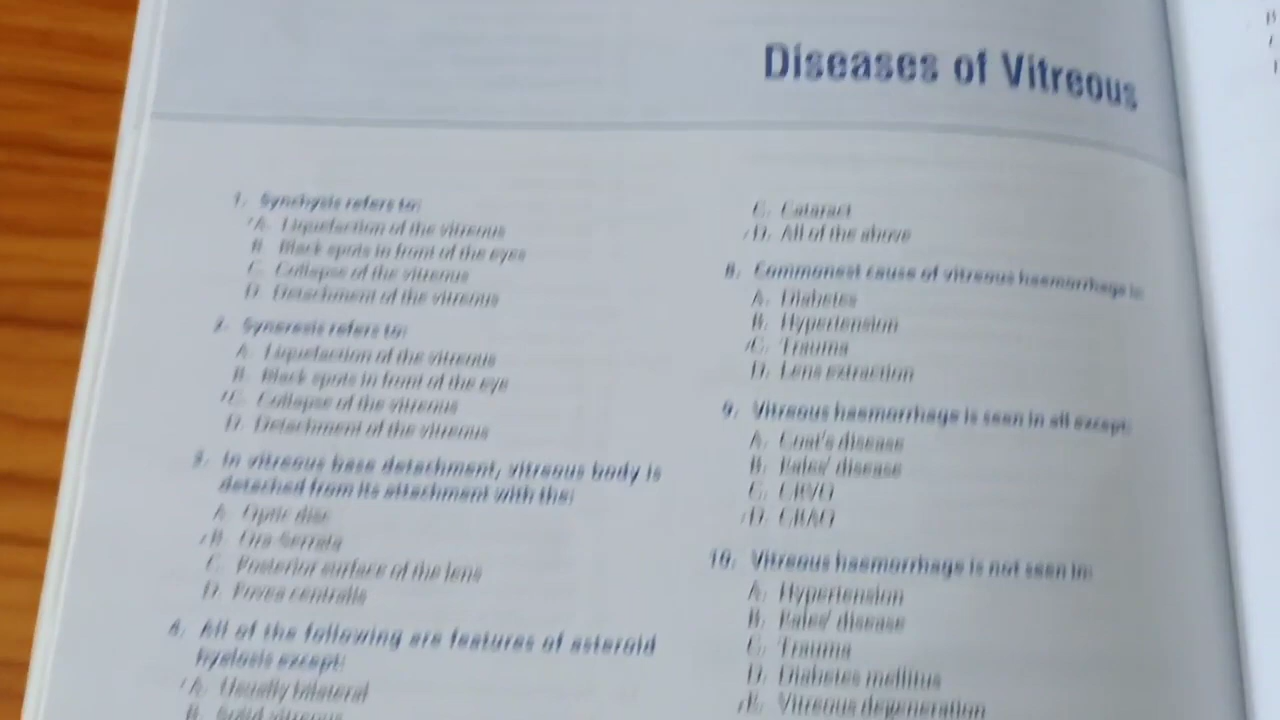 Diseases of Vitreous
1. Synchysis refers to:
A. Liquefaction of the vitreous
B. Black spots in front of the eyes
C. Collapse of the vitreous
D. Detachment of the vitreous
2. Syneresis refers to:
A. Liquefaction of the vitreous
B. Black spots in front of the eye
C. Collapse of the vitreous
D. Detachment of the vitreous
3. In vitreous base detachment, vitreous body is
detached from its attachment with the:
A. Optic disc
B. Ora Serrata
C. Posterior surface of the lens
D. Fovea centralis
4. All of the following are features of asteroid
hyalosis except:
A. Usually bilateral
B. Solid vitreous
C. Cataract
D. All of the above
8. Commonest cause of vitreous haemorrhage is:
A. Diabetes
B. Hypertension
C. Trauma
D. Lens extraction
9. Vitreous haemorrhage is seen in all except:
A. Coat's disease
B. Eales' disease
C. CRVO
D. CRAO
10. Vitreous haemorrhage is not seen in:
A. Hypertension
B. Eales' disease
C. Trauma
D. Diabetes mellitus
E. Vitreous degeneration